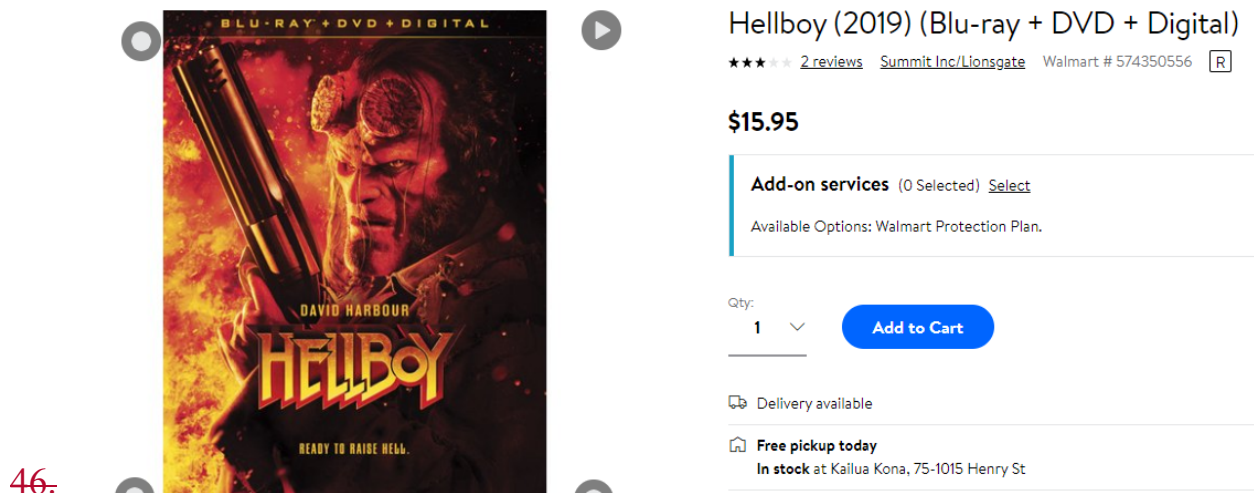 BLU-RAY + DVD + DIGITAL
DAVID HARBOUR
HELLBOY
READY TO RAISE HELL.
46.
Hellboy (2019) (Blu-ray + DVD + Digital)
2 reviews Summit Inc/Lionsgate Walmart # 574350556 R
$15.95
Add-on services (0 Selected) Select
Available Options: Walmart Protection Plan.
Qty:
1 Add to Cart
Delivery available
Free pickup today
In stock at Kailua Kona, 75-1015 Henry St